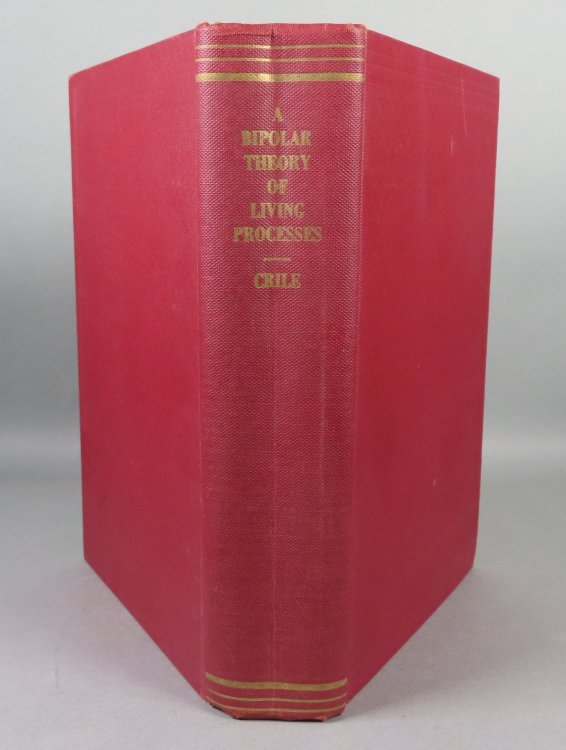 A
BIPOLAR
THEORY
OF
LIVING
PROCESSES
CRILE